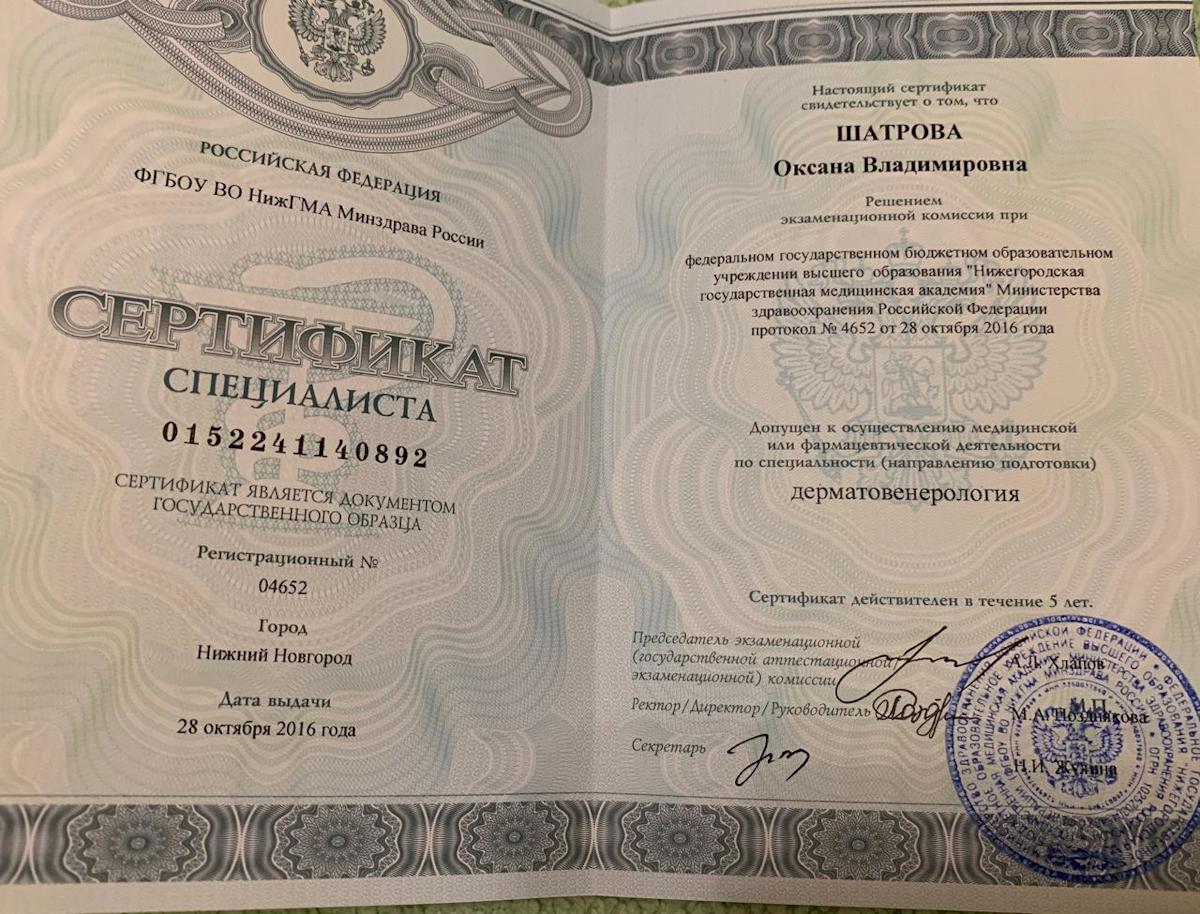 РОССИЙСКАЯ ФЕДЕРАЦИЯ
ФГБОУ ВО НижГМА Минздрава России
СЕРТИФИКАТ
СПЕЦИАЛИСТА
0152241140892
СЕРТИФИКАТ ЯВЛЯЕТСЯ ДОКУМЕНТОМ
ГОСУДАРСТВЕННОГО ОБРАЗЦА
Регистрационный №
04652
Город
Нижний Новгород
Дата выдачи
28 октября 2016 года
Настоящий сертификат
свидетельствует о том, что
ШАТРОВА
Оксана Владимировна
Решением
экзаменационной комиссии при
федеральном государственном бюджетном образовательном
учреждении высшего образования "Нижегородская
государственная медицинская академия" Министерства
здравоохранения Российской Федерации
протокол № 4652 от 28 октября 2016 года
Допущен к осуществлению медицинской
или фармацевтической деятельности
по специальности (направлению подготовки)
дерматовенерология
Сертификат действителен в течение 5 лет.
Председатель экзаменационной
(государственной аттестационной
экзаменационной) комиссии
А.Л. Хлапов
Ректор/Директор/Руководитель
М.П.
М.А. Позднякова
Секретарь
Н.И. Жулина